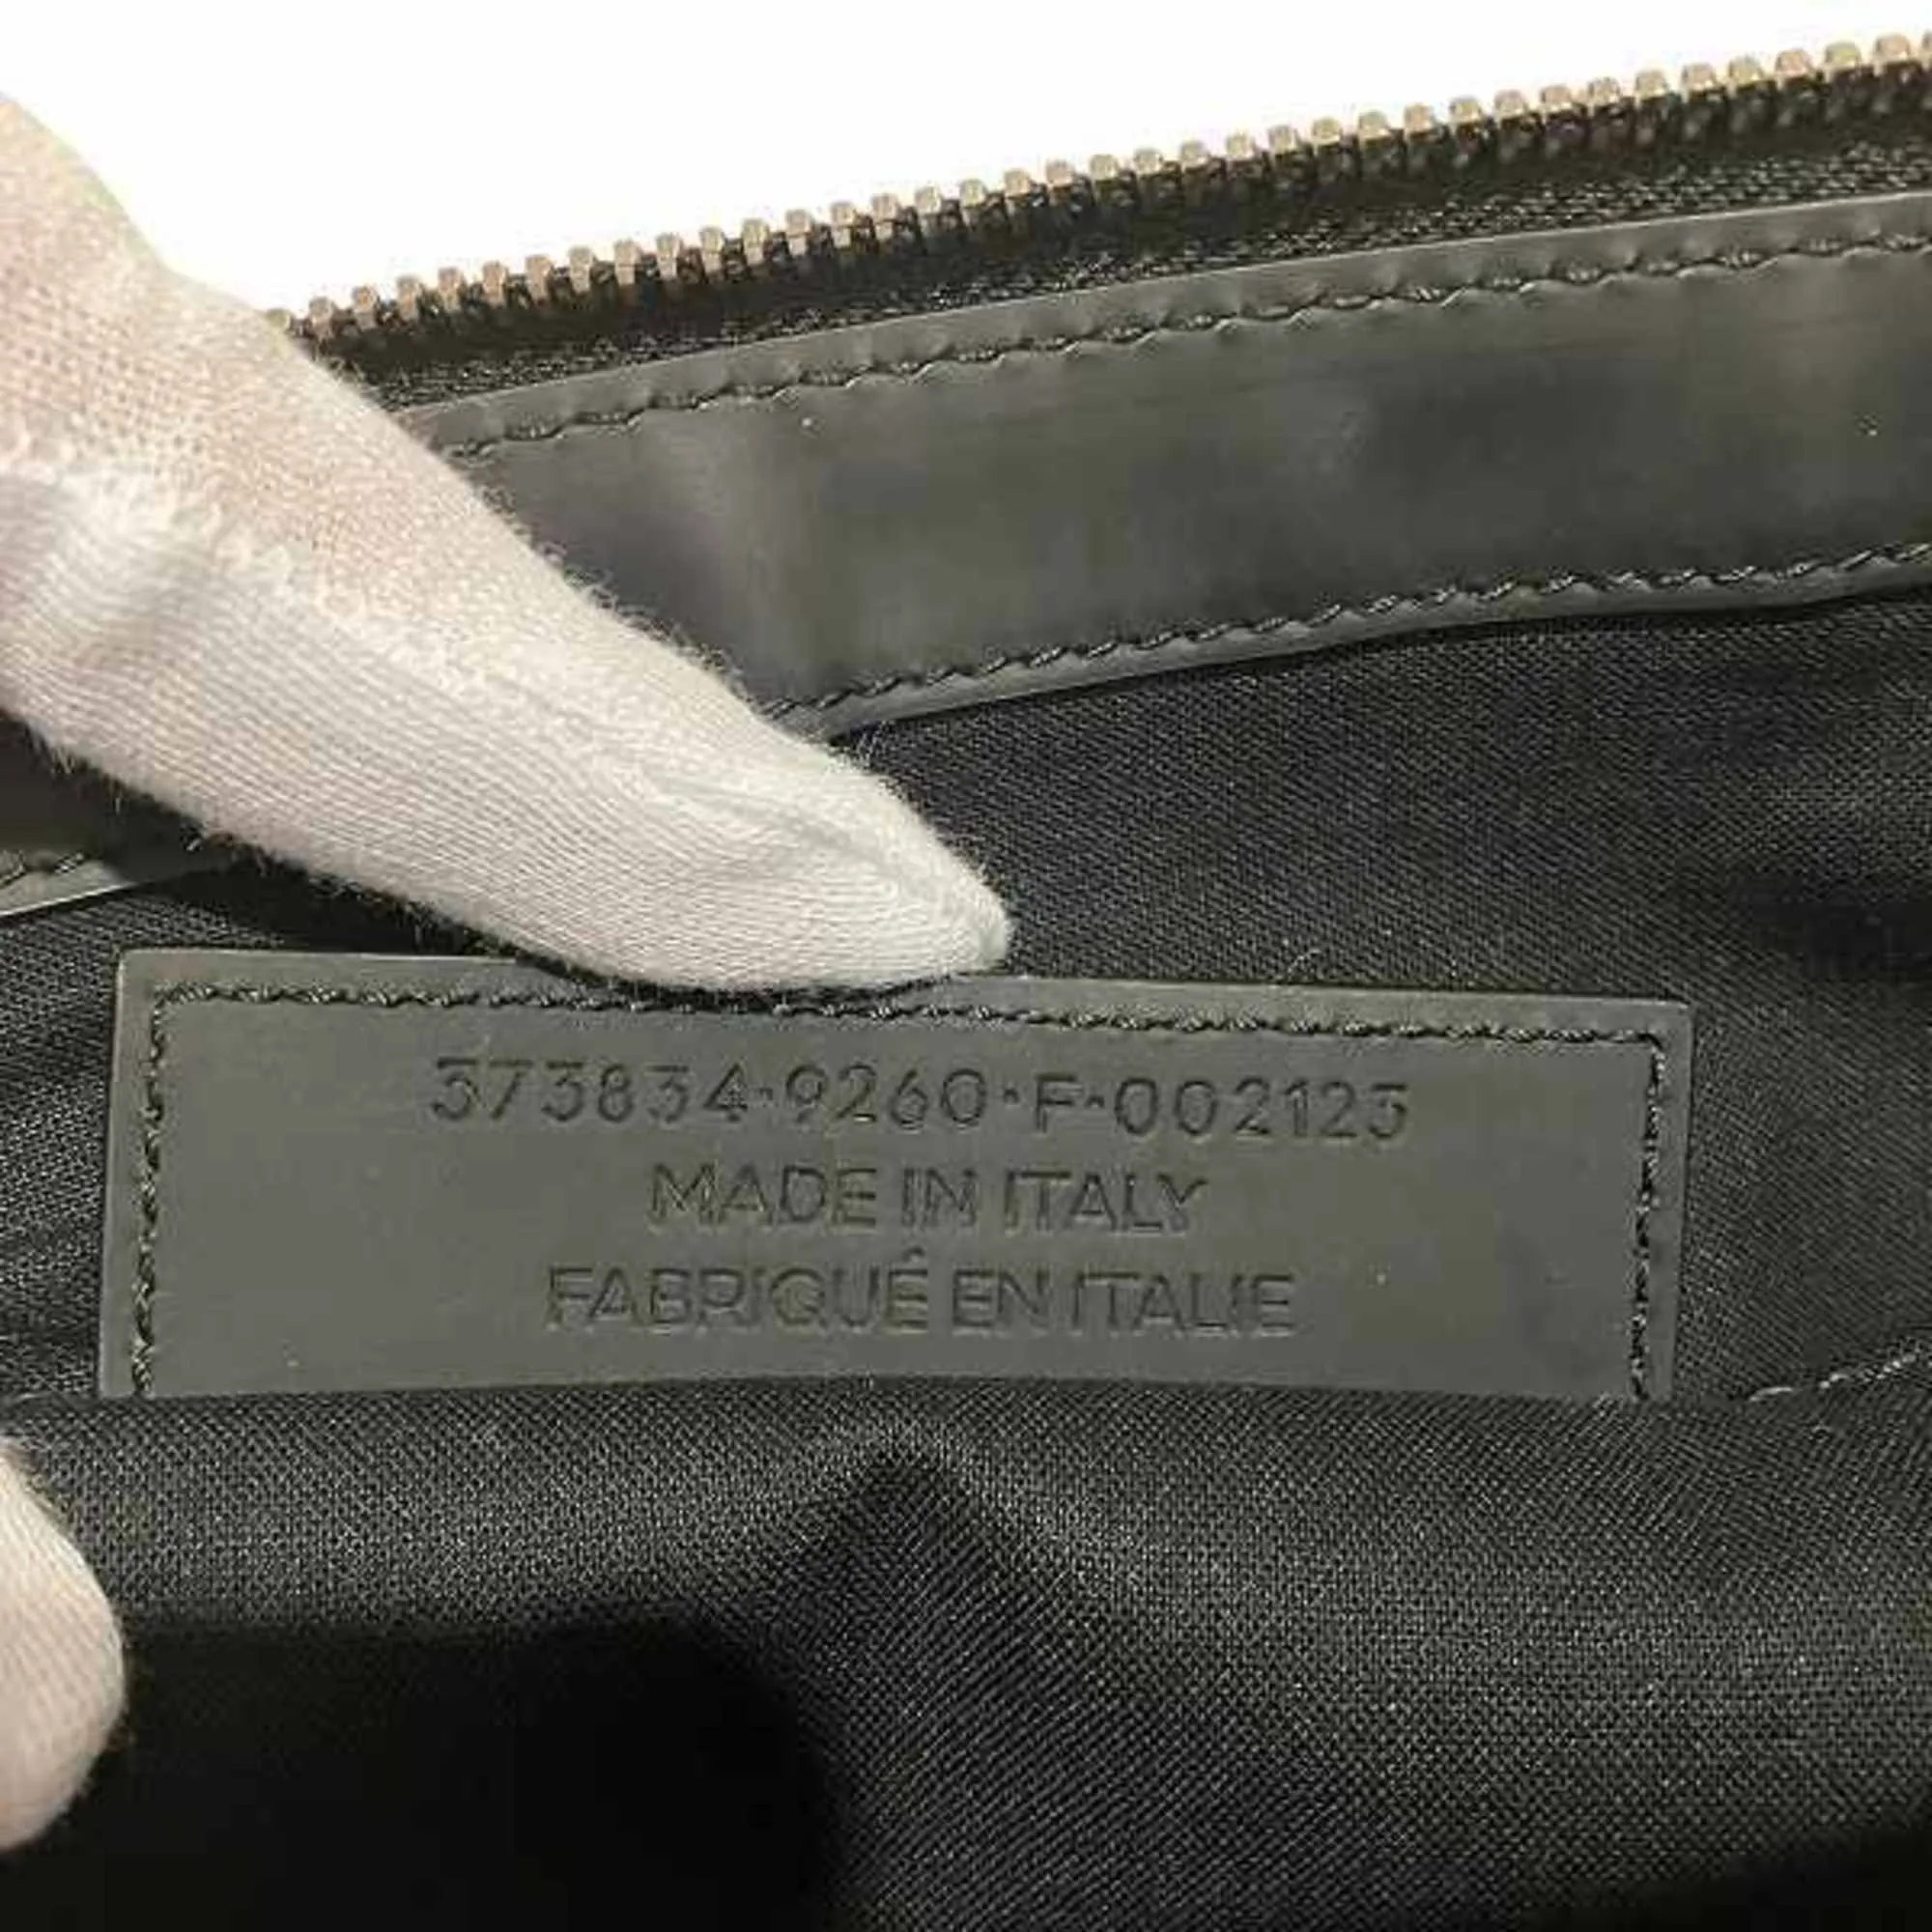 373834·9260·F·002123
MADE IN ITALY
FABRIQUÉ EN ITALIE